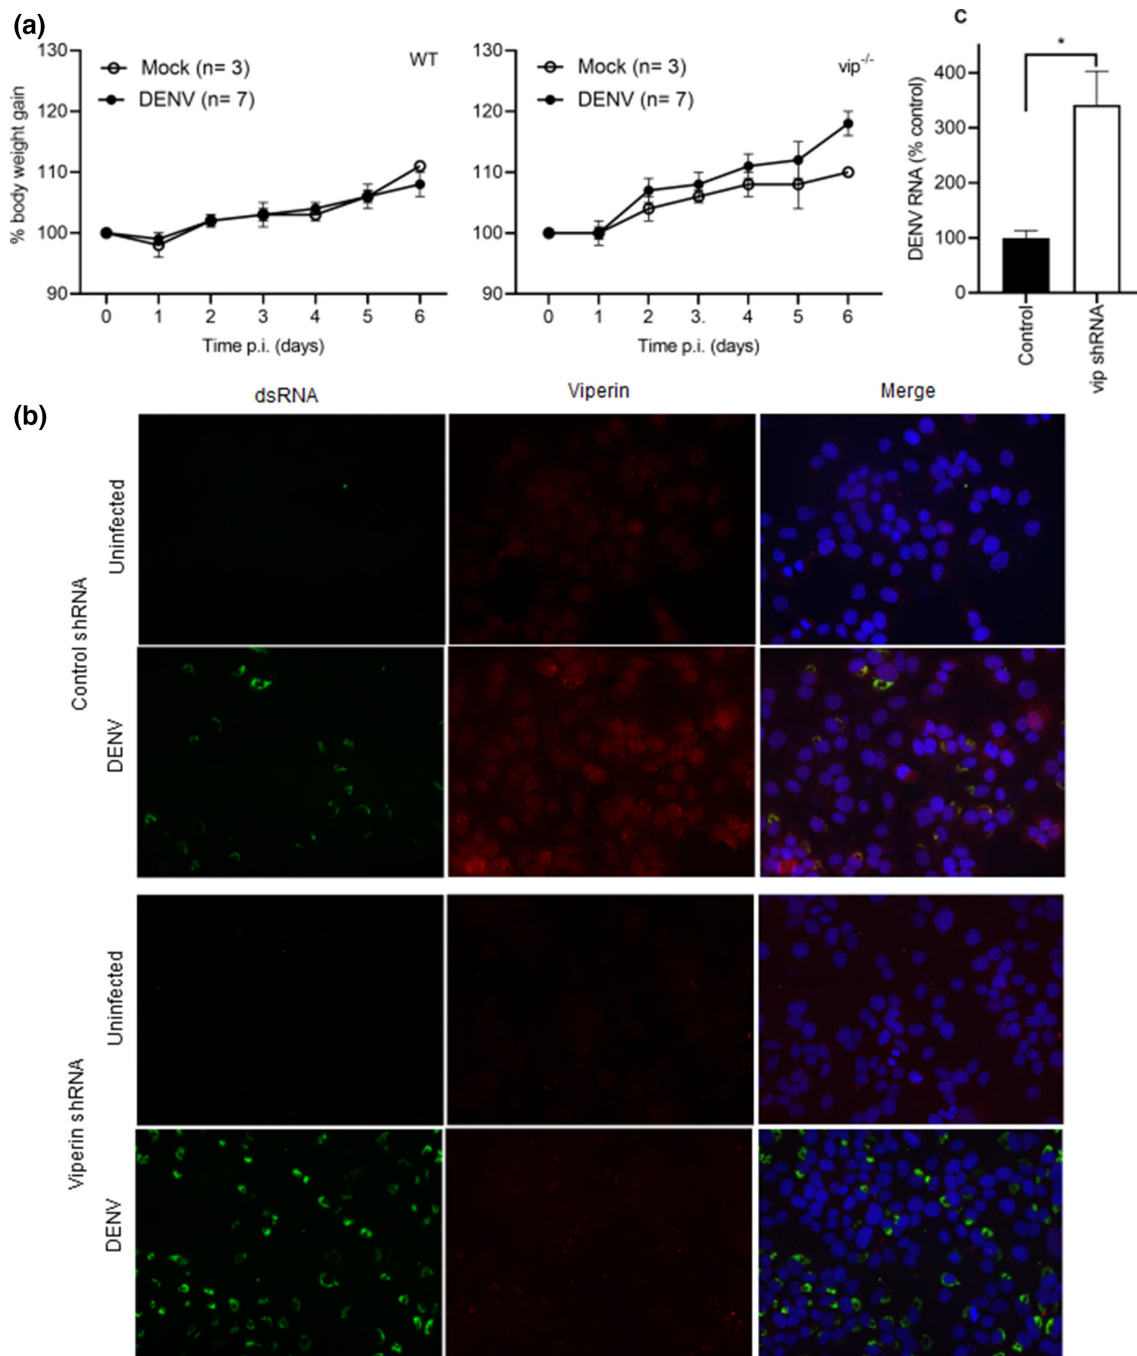 (a)
130
120
110
100
90
% body weight gain
WT
Mock (n= 3)
DENV (n= 7)
0 1 2 3 4 5 6
Time p.i. (days)
130
120
110
100
90
vip-/-
Mock (n= 3)
DENV (n= 7)
0 1 2 3. 4 5 6
Time p.i. (days)
C
*
400
300
200
100
0
DENV RNA (% control)
Control
vip shRNA
(b)
dsRNA Viperin Merge
Control shRNA
Uninfected
DENV
Viperin shRNA
Uninfected
DENV